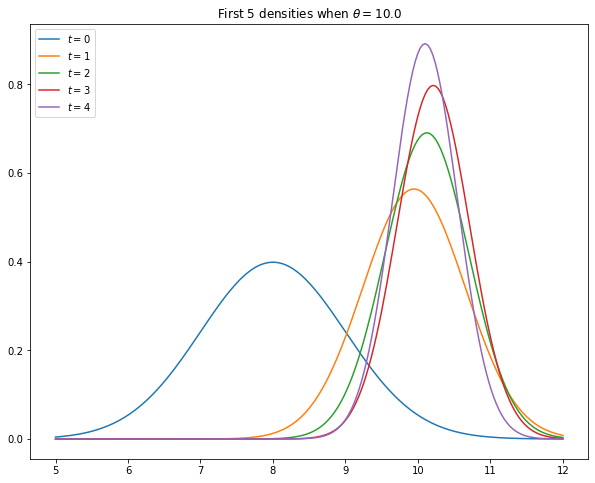 First 5 densities when θ = 10.0
t = 0
t = 1
t = 2
t = 3
t = 4
0.8
0.6
0.4
0.2
0.0
5 6 7 8 9 10 11 12